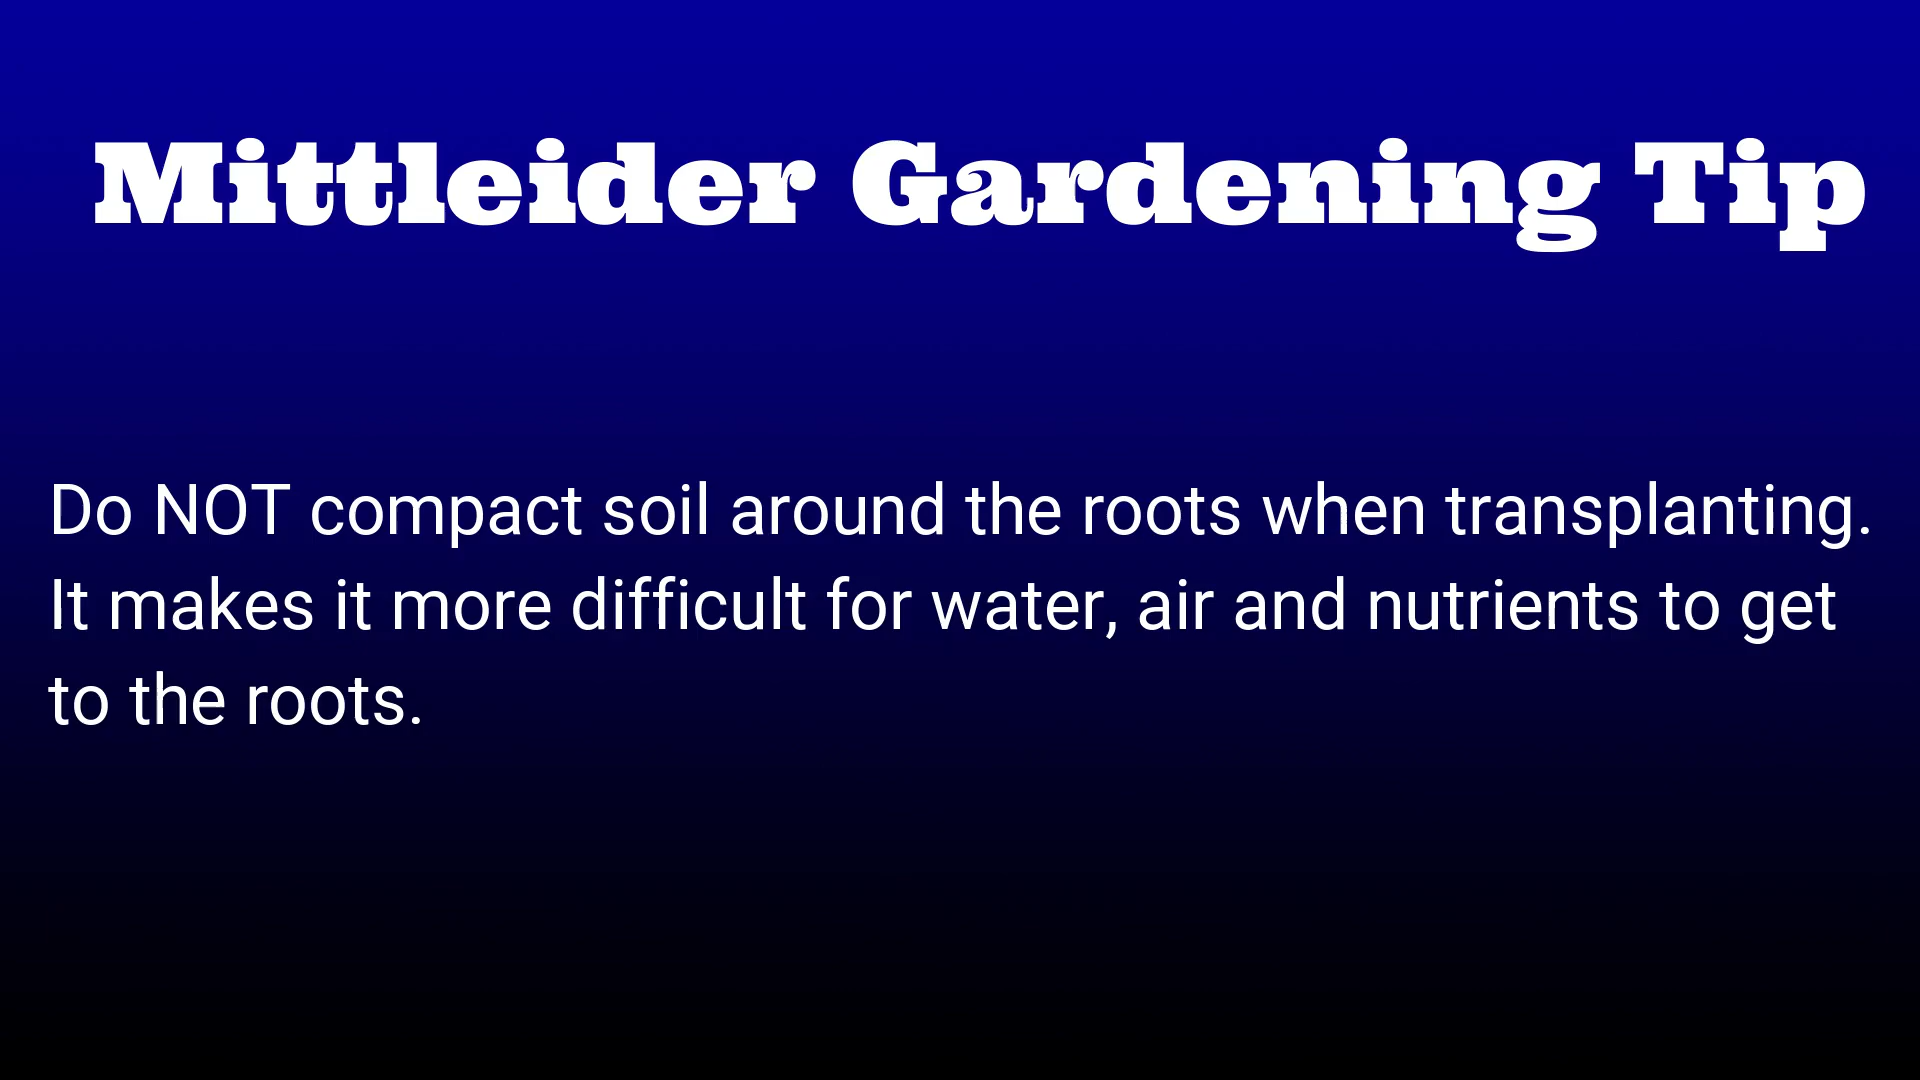 Mittleider Gardening Tip
Do NOT compact soil around the roots when transplanting.
It makes it more difficult for water, air and nutrients to get
to the roots.